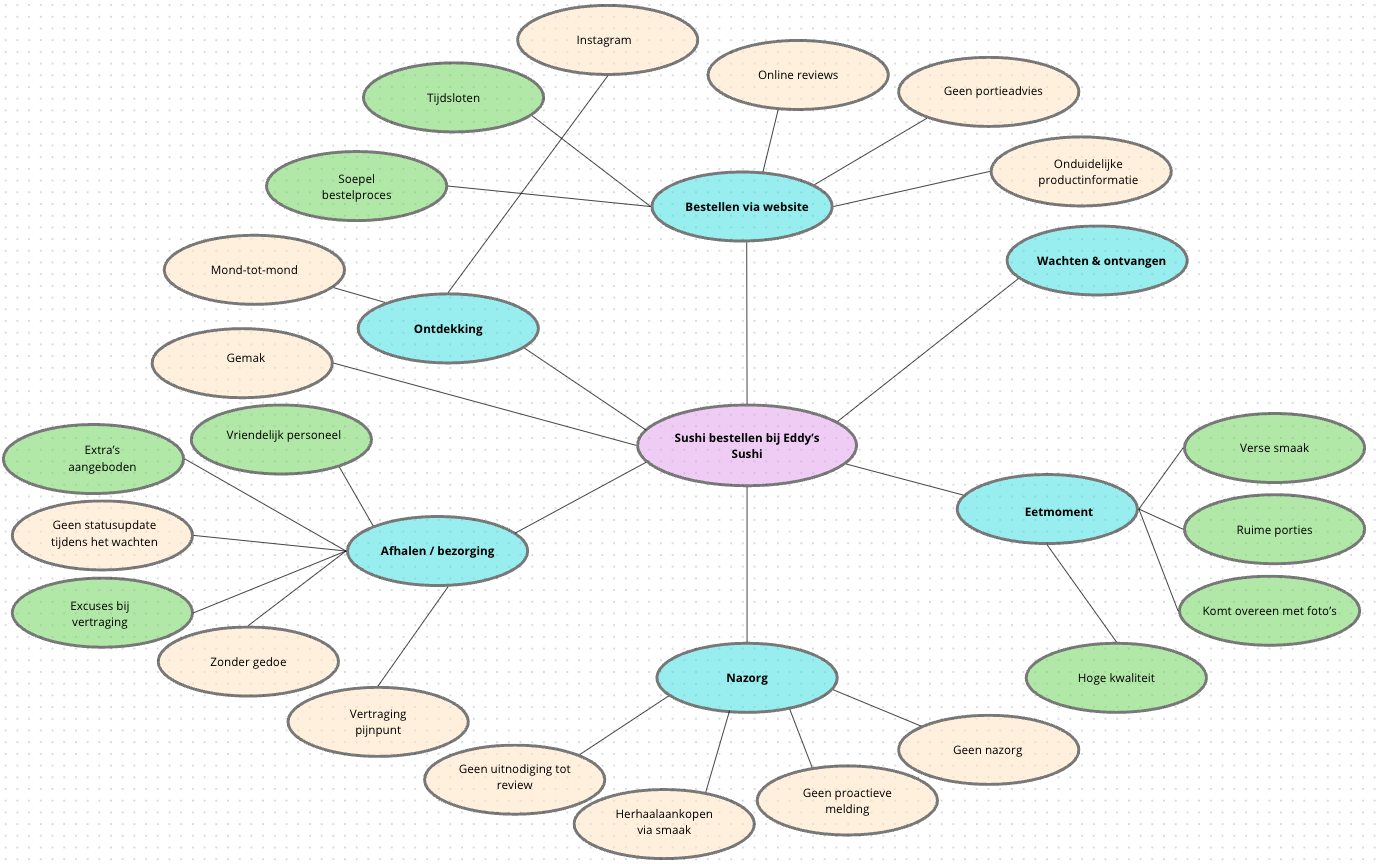 Instagram
Online reviews
Geen portieadvies
Tijdsloten
Onduidelijke
productinformatie
Soepel
bestelproces
Bestellen via website
Wachten & ontvangen
Mond-tot-mond
Ontdekking
Gemak
Sushi bestellen bij Eddy’s
Sushi
Vriendelijk personeel
Extra’s
aangeboden
Verse smaak
Geen statusupdate
tijdens het wachten
Eetmoment
Ruime porties
Afhalen / bezorging
Excuses bij
vertraging
Komt overeen met foto’s
Zonder gedoe
Nazorg
Hoge kwaliteit
Vertraging
pijnpunt
Geen nazorg
Geen uitnodiging tot
review
Geen proactieve
melding
Herhaalaankopen
via smaak